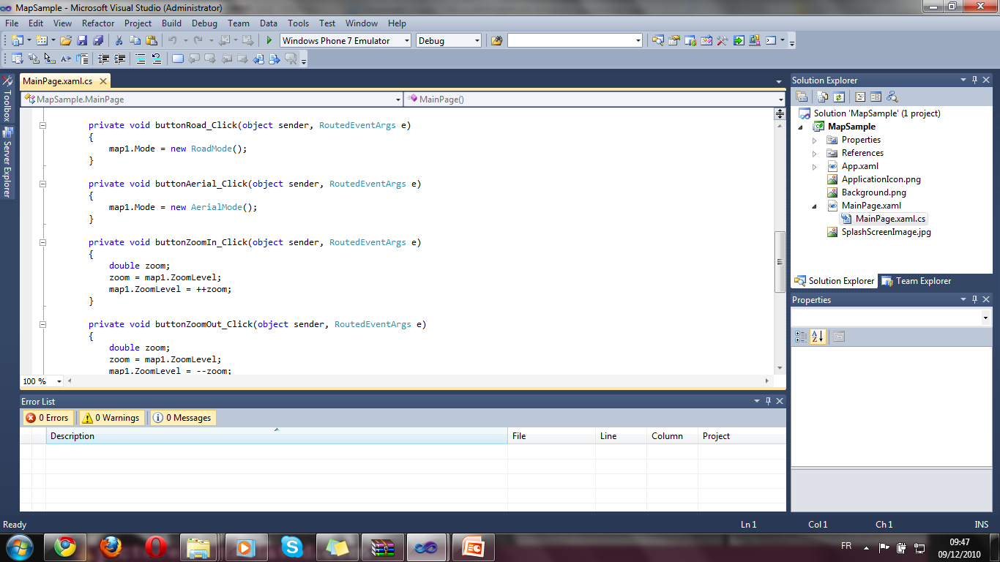 MapSample - Microsoft Visual Studio (Administrator)
File Edit View Refactor Project Build Debug Team Data Tools Test Window Help
Windows Phone 7 Emulator Debug
MainPage.xaml.cs
MapSample.MainPage MainPage()
Toolbox
Server Explorer
private void buttonRoad_Click(object sender, RoutedEventArgs e)
{
map1.Mode = new RoadMode();
}
private void buttonAerial_Click(object sender, RoutedEventArgs e)
{
map1.Mode = new AerialMode();
}
private void buttonZoomIn_Click(object sender, RoutedEventArgs e)
{
double zoom;
zoom = map1.ZoomLevel;
map1.ZoomLevel = ++zoom;
}
private void buttonZoomOut_Click(object sender, RoutedEventArgs e)
{
double zoom;
zoom = map1.ZoomLevel;
map1.ZoomLevel = --zoom;
100 %
Solution Explorer
Solution 'MapSample' (1 project)
MapSample
Properties
References
App.xaml
ApplicationIcon.png
Background.png
MainPage.xaml
MainPage.xaml.cs
SplashScreenImage.jpg
Solution Explorer Team Explorer
Properties
Error List
0 Errors 0 Warnings 0 Messages
Description File Line Column Project
Ready Ln 1 Col 1 Ch 1 INS
FR 09:47
09/12/2010